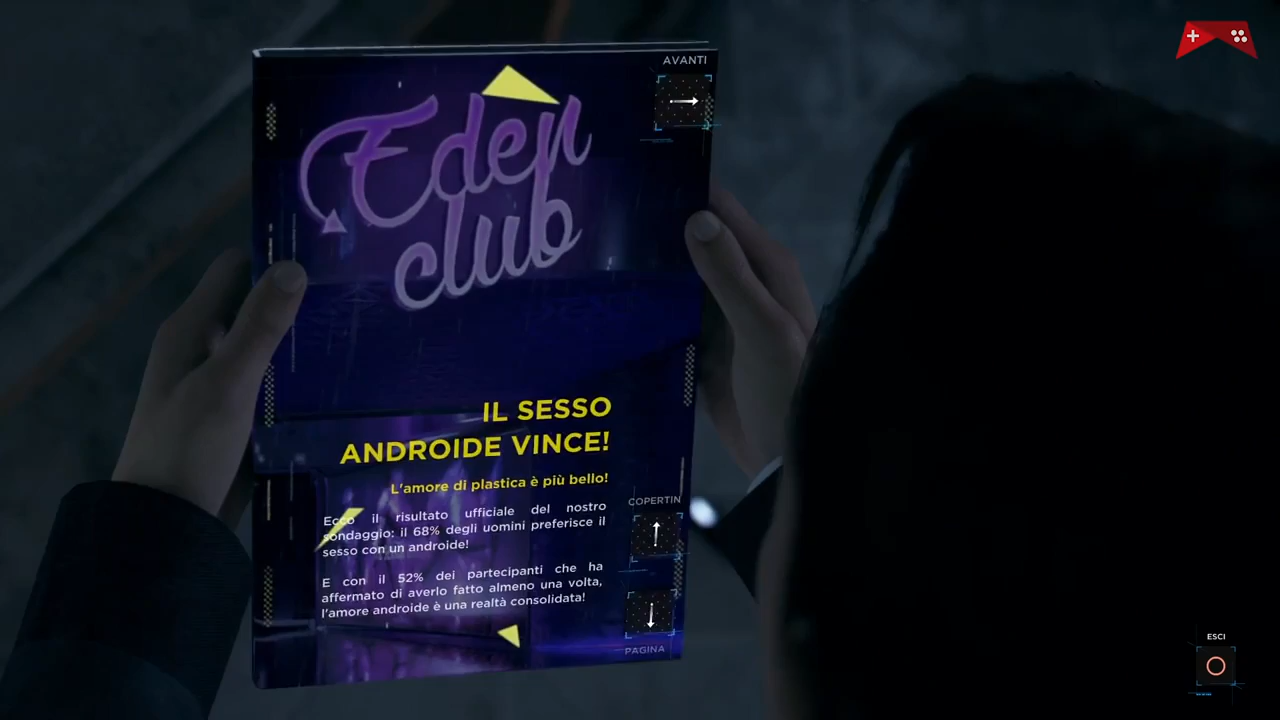 AVANTI
Eden
club
IL SESSO
ANDROIDE VINCE!
L'amore di plastica è più bello!
Ecco il risultato ufficiale del nostro
sondaggio: il 68% degli uomini preferisce il
sesso con un androide!
E con il 52% dei partecipanti che ha
affermato di averlo fatto almeno una volta,
l'amore androide è una realtà consolidata!
COPERTIN
PAGINA
ESCI